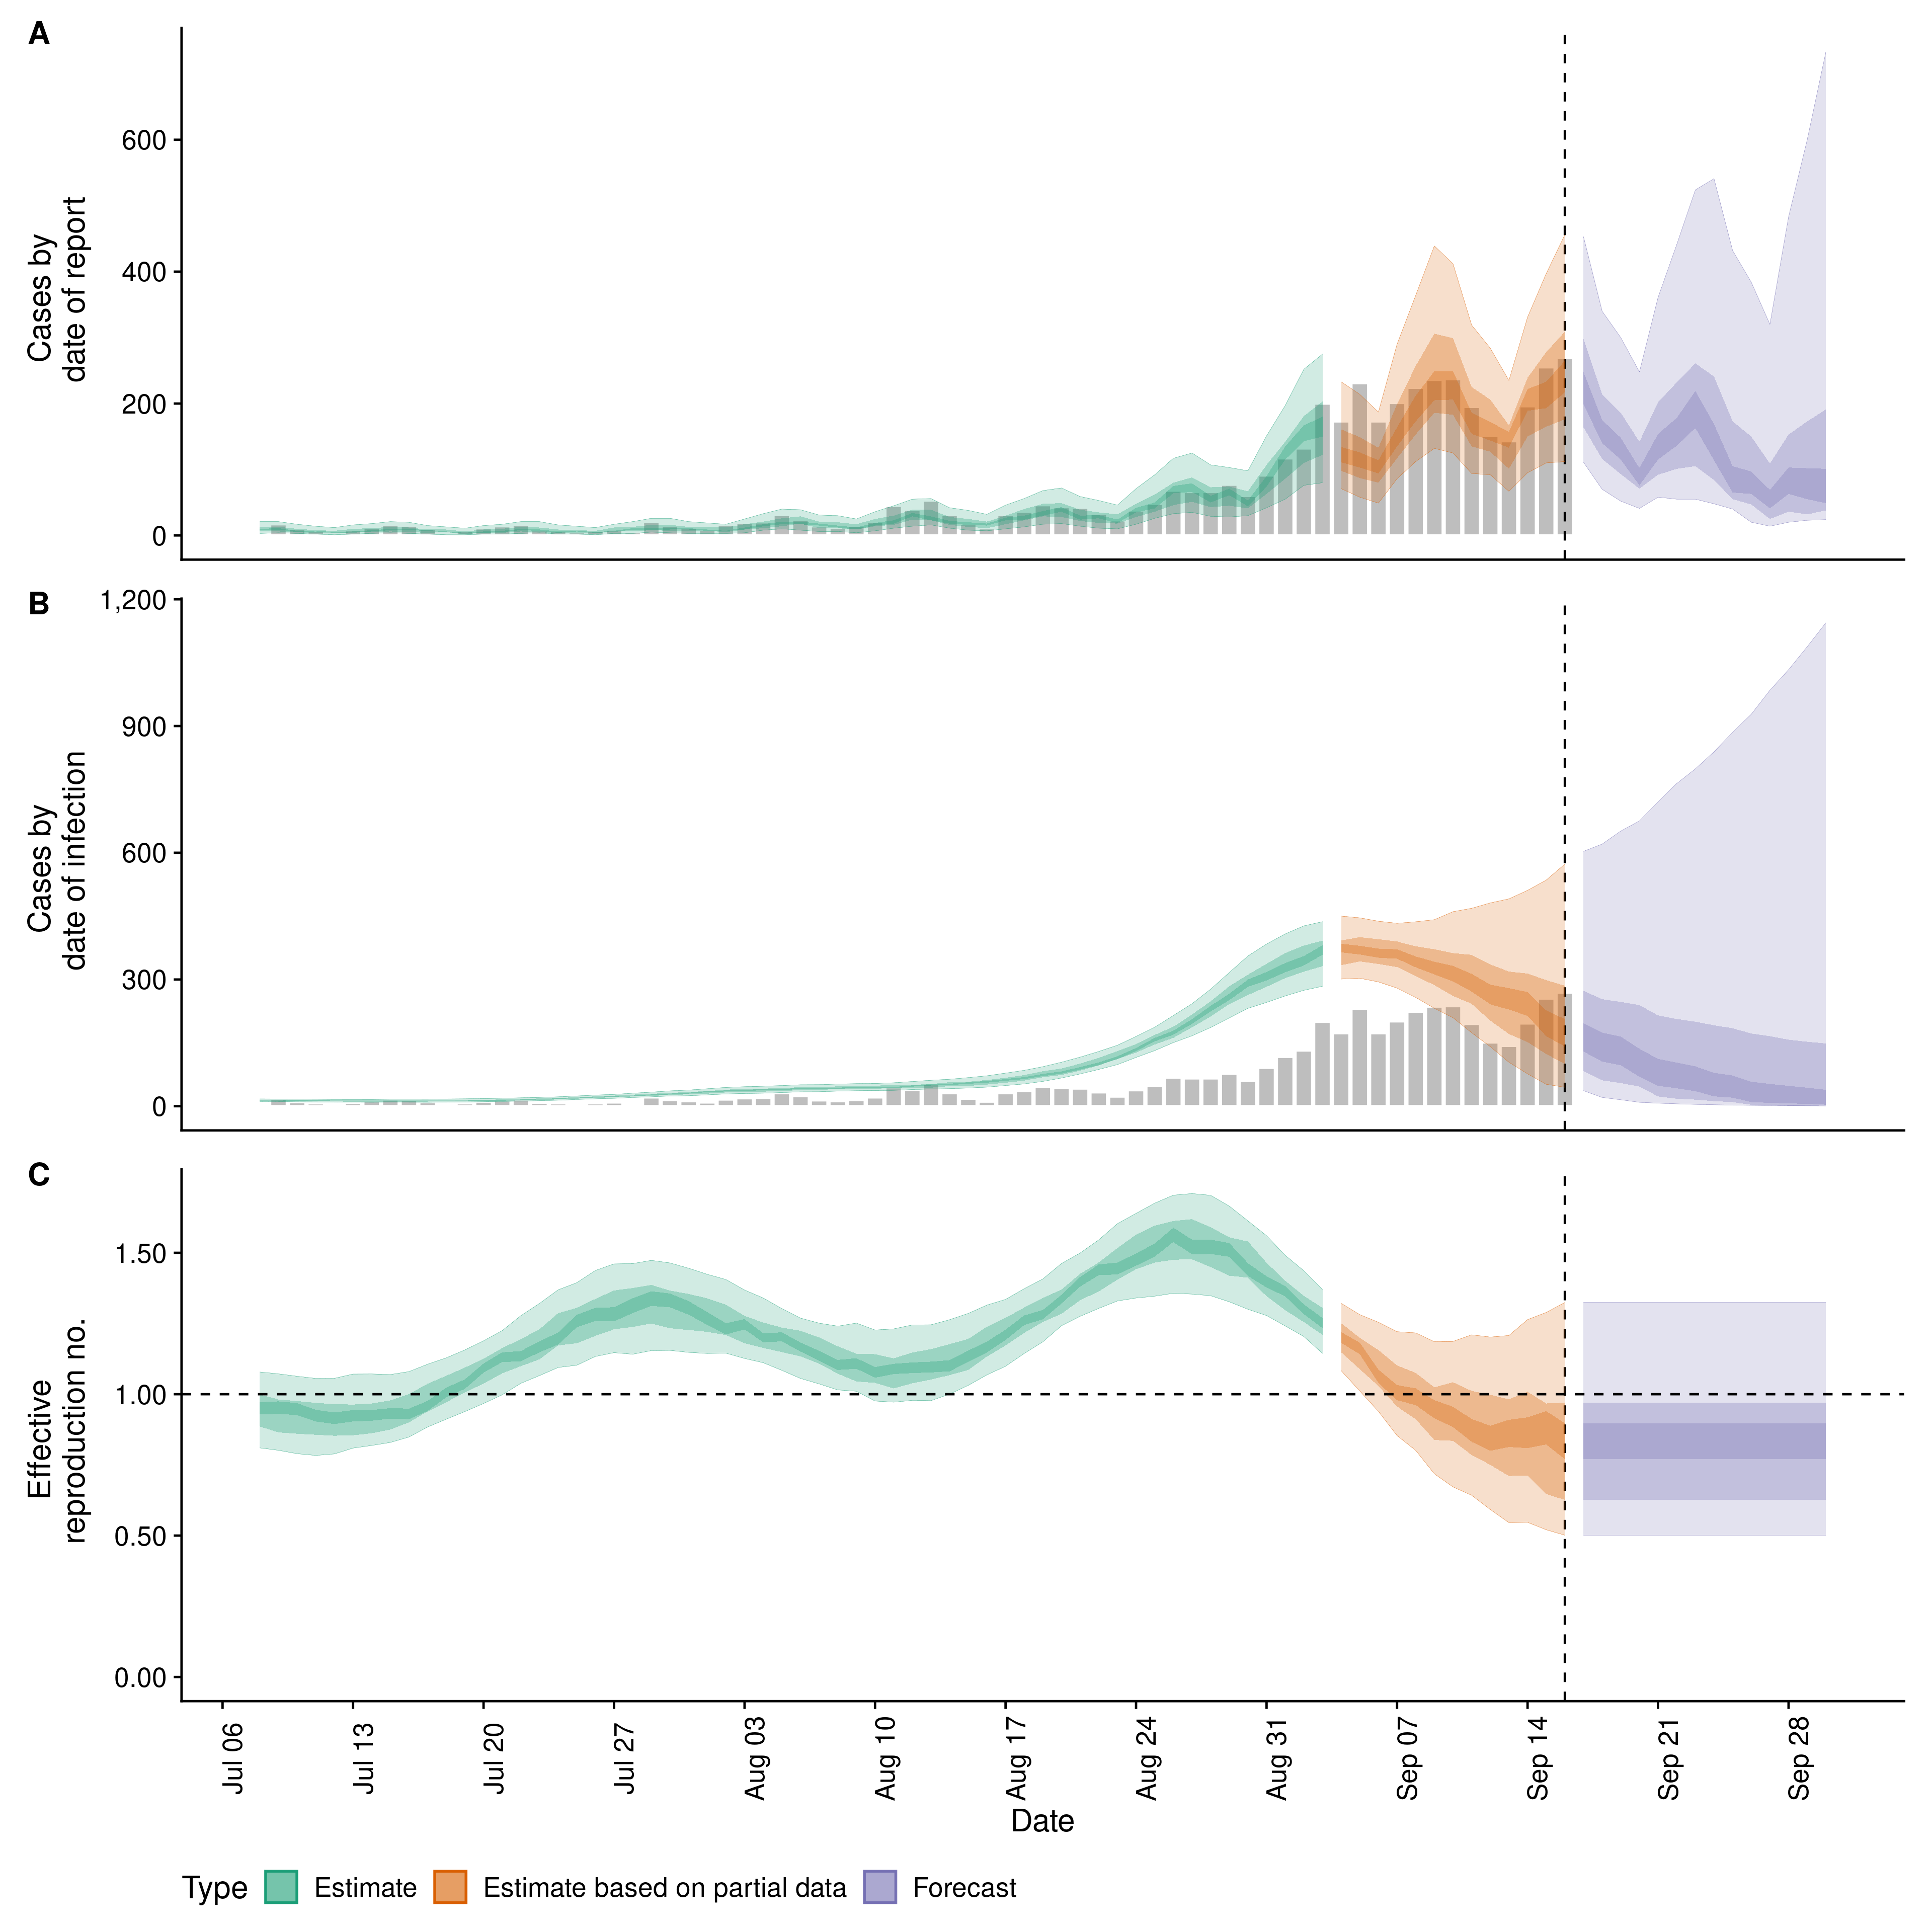 A
Cases by
date of report
600
400
200
0
B
Cases by
date of infection
1,200
900
600
300
0
C
Effective
reproduction no.
1.50
1.00
0.50
0.00
Jul 06
Jul 13
Jul 20
Jul 27
Aug 03
Aug 10
Aug 17
Aug 24
Aug 31
Sep 07
Sep 14
Sep 21
Sep 28
Date
Type Estimate Estimate based on partial data Forecast